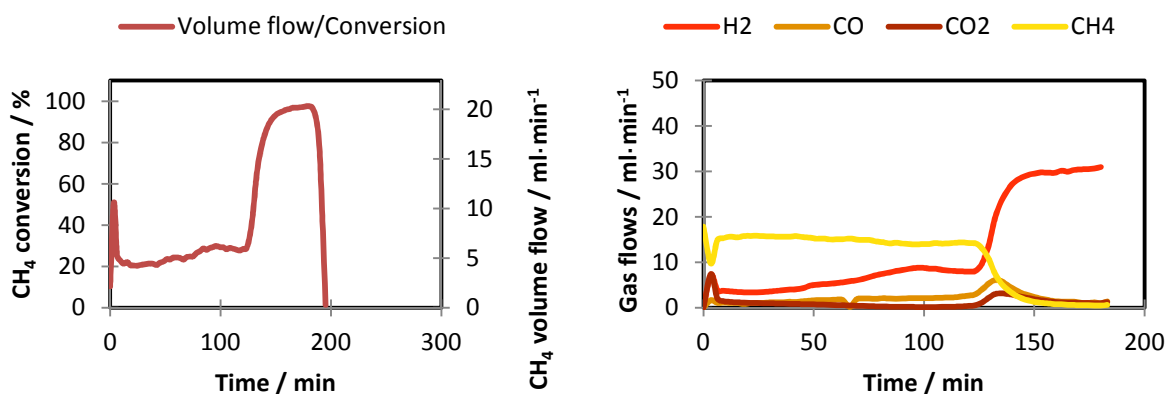 Volume flow/Conversion
CH4 conversion / %
100
80
60
40
20
0
20
15
10
5
0
CH4 volume flow / ml·min-1
0 100 200 300
Time / min
H2 CO CO2 CH4
Gas flows / ml·min-1
50
40
30
20
10
0
0 50 100 150 200
Time / min